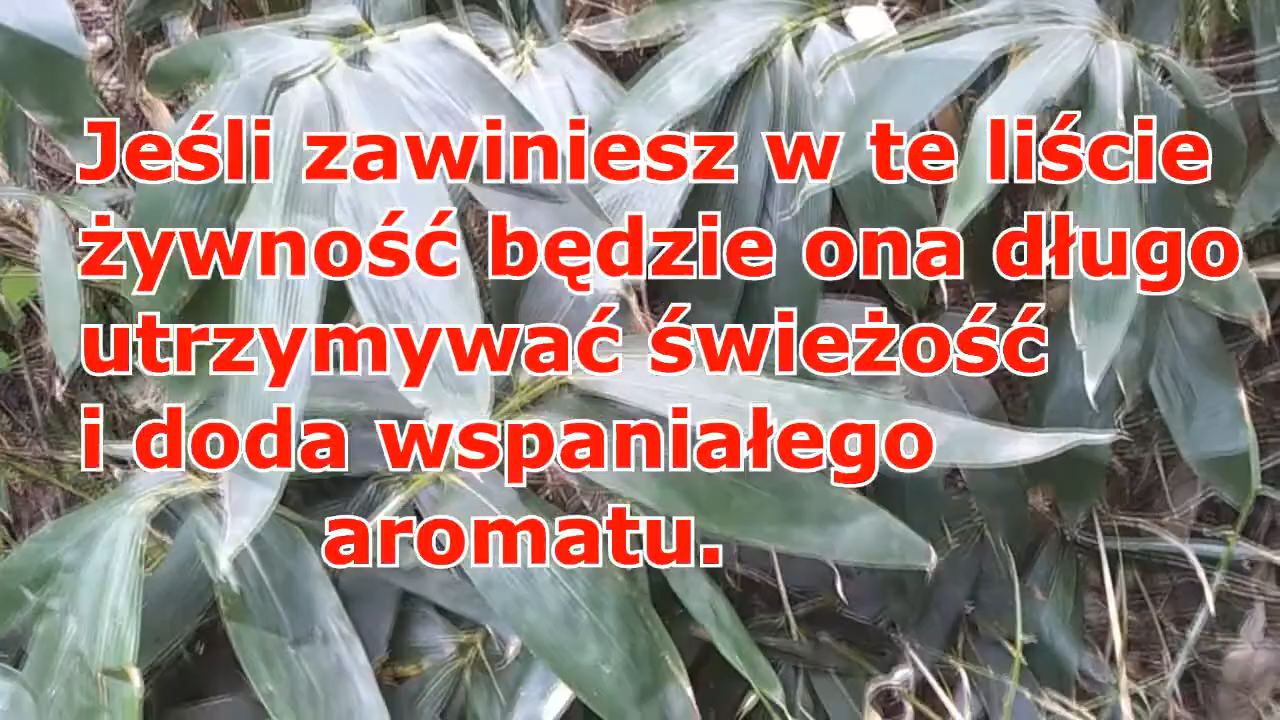 Jeśli zawiniesz w te liście
żywność będzie ona długo
utrzymywać świeżość
i doda wspaniałego
aromatu.